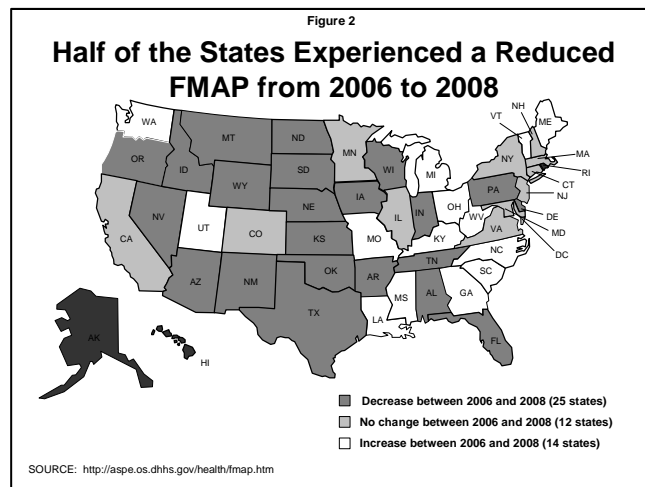 Figure 2
Half of the States Experienced a Reduced
FMAP from 2006 to 2008
WA
OR
CA
NV
ID
MT
WY
UT
AZ
CO
NM
ND
SD
NE
KS
OK
TX
MN
IA
MO
AR
LA
WI
IL
MI
IN
OH
KY
TN
MS
AL
GA
FL
SC
NC
VA
WV
PA
NY
VT
NH
ME
MA
RI
CT
NJ
DE
MD
DC
AK
HI
Decrease between 2006 and 2008 (25 states)
No change between 2006 and 2008 (12 states)
Increase between 2006 and 2008 (14 states)
SOURCE: http://aspe.os.dhhs.gov/health/fmap.htm